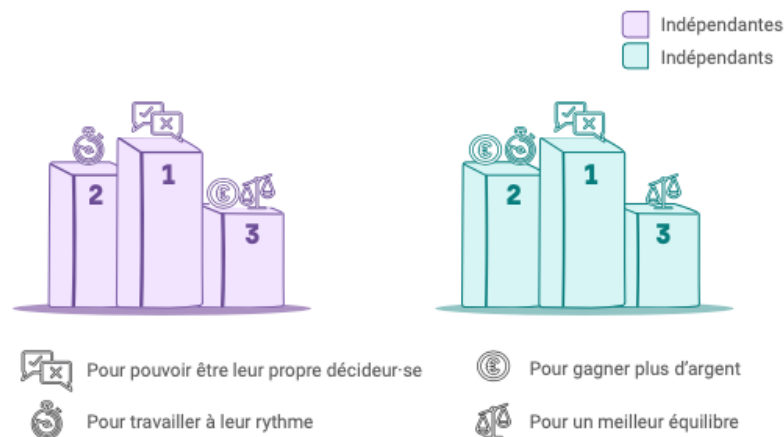 Indépendantes
Indépendants
2
1
3
2
1
3
Pour pouvoir être leur propre décideur·se
Pour gagner plus d'argent
Pour travailler à leur rythme
Pour un meilleur équilibre